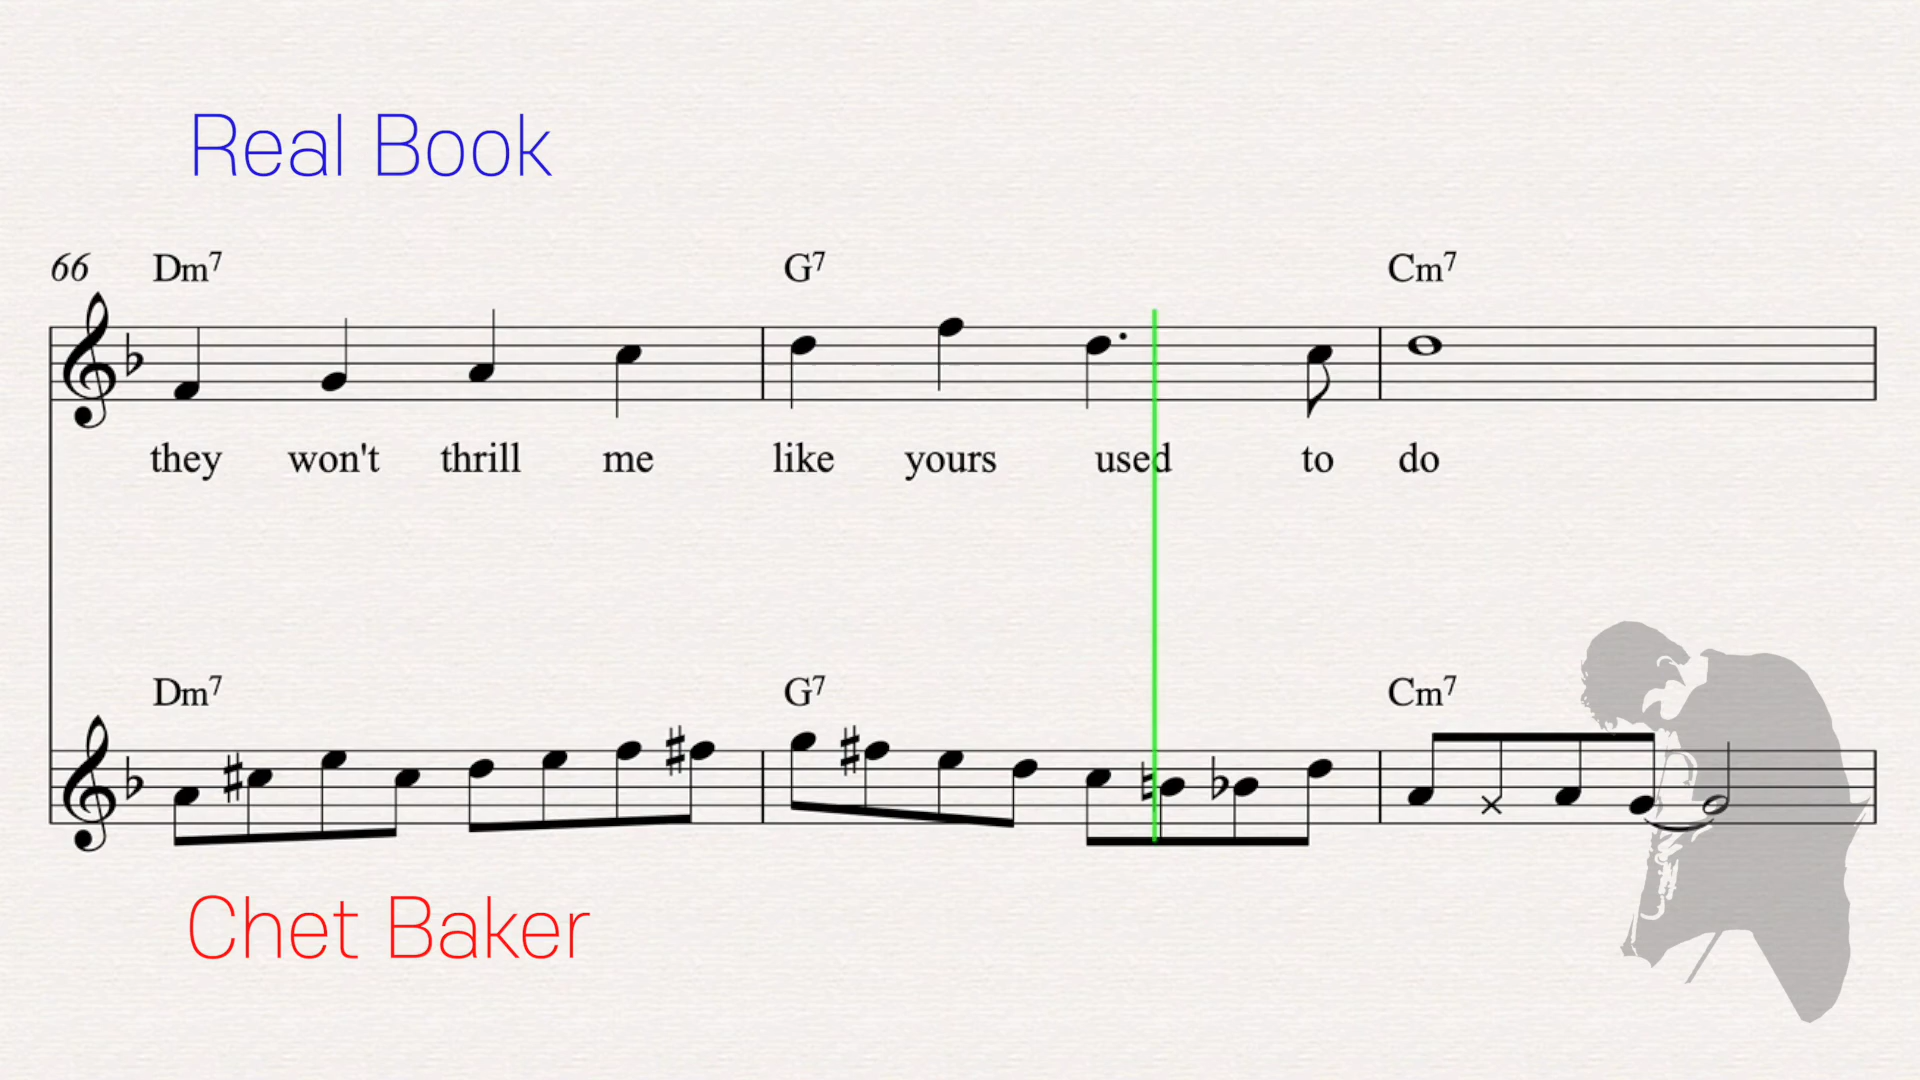 Real Book
66 Dm7 G7 Cm7
they won't thrill me like yours used to do
Dm7 G7 Cm7
Chet Baker